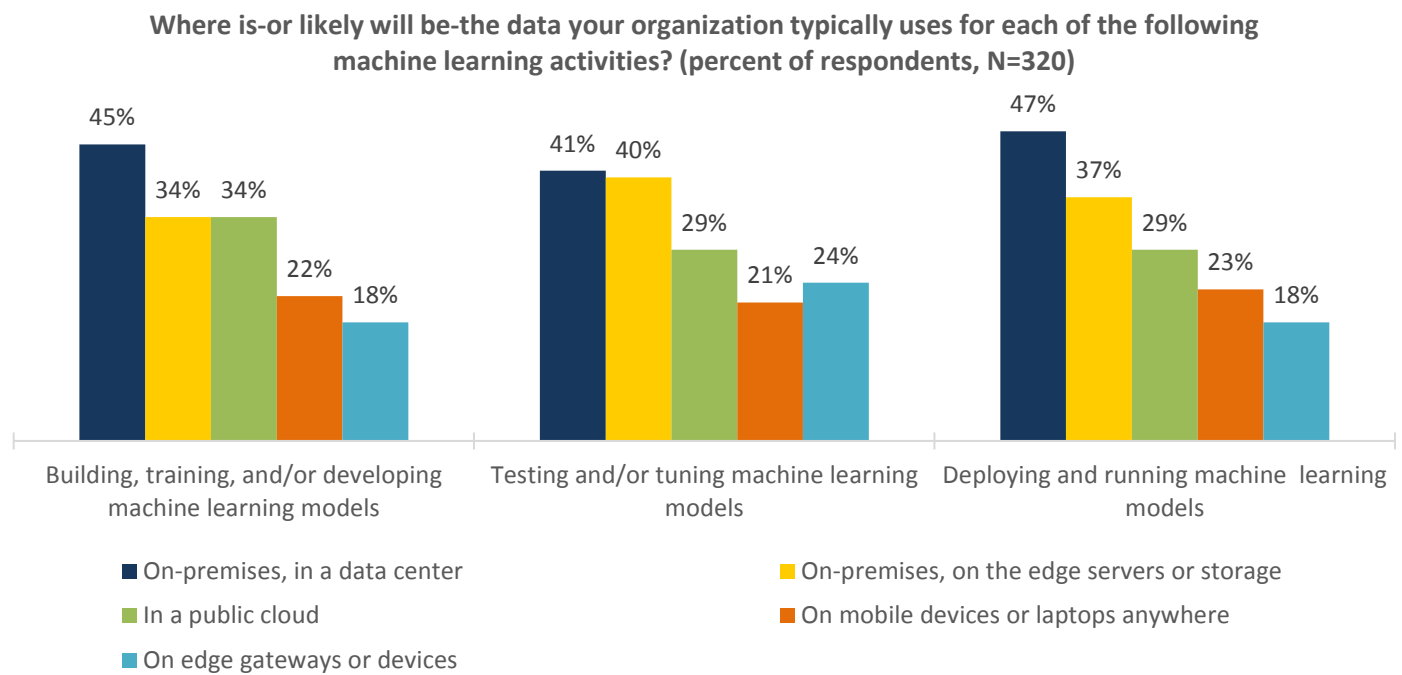 Where is-or likely will be-the data your organization typically uses for each of the following
machine learning activities? (percent of respondents, N=320)
45%
34%
34%
22%
18%
41%
40%
29%
21%
24%
47%
37%
29%
23%
18%
Building, training, and/or developing
machine learning models
Testing and/or tuning machine learning
models
Deploying and running machine  learning
models
On-premises, in a data center
On-premises, on the edge servers or storage
In a public cloud
On mobile devices or laptops anywhere
On edge gateways or devices